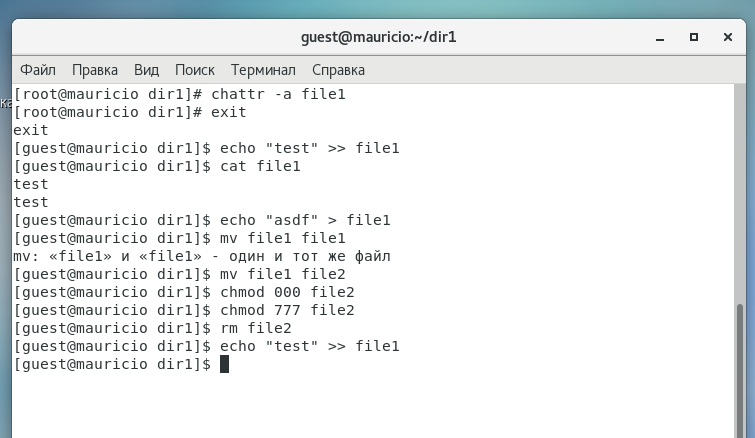 guest@mauricio:~/dir1
Файл Правка Вид Поиск Терминал Справка
[root@mauricio dir1]# chattr -a file1
[root@mauricio dir1]# exit
exit
[guest@mauricio dir1]$ echo "test" >> file1
[guest@mauricio dir1]$ cat file1
test
test
[guest@mauricio dir1]$ echo "asdf" > file1
[guest@mauricio dir1]$ mv file1 file1
mv: «file1» и «file1» - один и тот же файл
[guest@mauricio dir1]$ mv file1 file2
[guest@mauricio dir1]$ chmod 000 file2
[guest@mauricio dir1]$ chmod 777 file2
[guest@mauricio dir1]$ rm file2
[guest@mauricio dir1]$ echo "test" >> file1
[guest@mauricio dir1]$